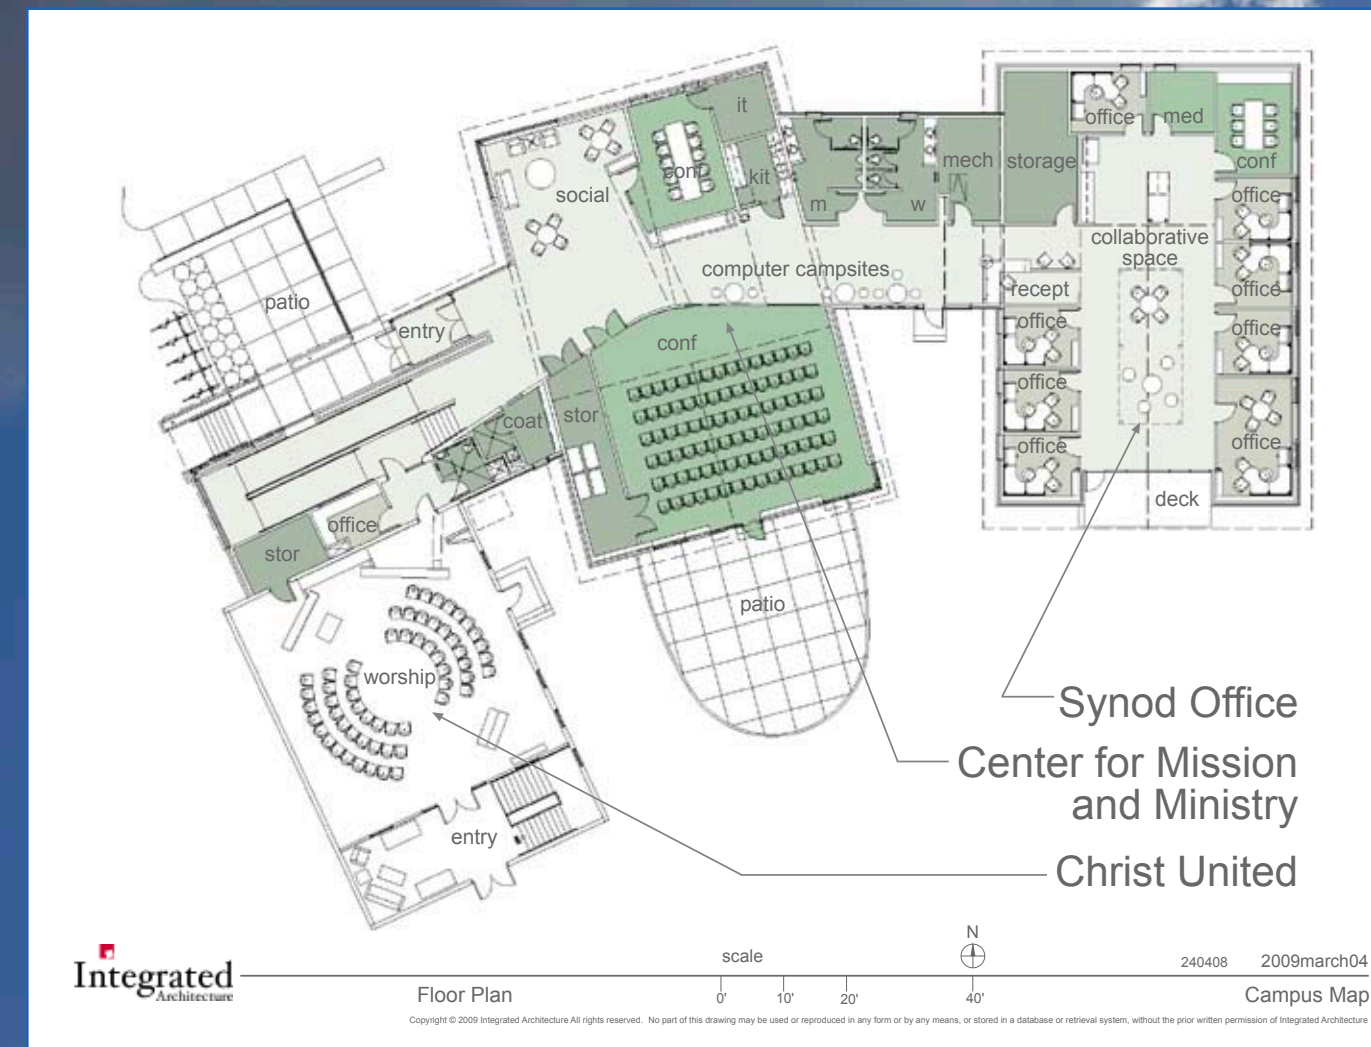 office
med
it
conf
kit
mech
storage
conf
social
m
w
office
collaborative
space
computer campsites
patio
entry
recept
office
office
office
conf
office
coat
stor
office
office
office
deck
office
stor
patio
worship
entry
Synod Office
Center for Mission
and Ministry
Christ United
Integrated
Architecture
Floor Plan
scale
0'
10'
20'
40'
N
240408
2009march04
Campus Map
Copyright © 2009 Integrated Architecture All rights reserved. No part of this drawing may be used or reproduced in any form or by any means, or stored in a database or retrieval system, without the prior written permission of Integrated Architecture